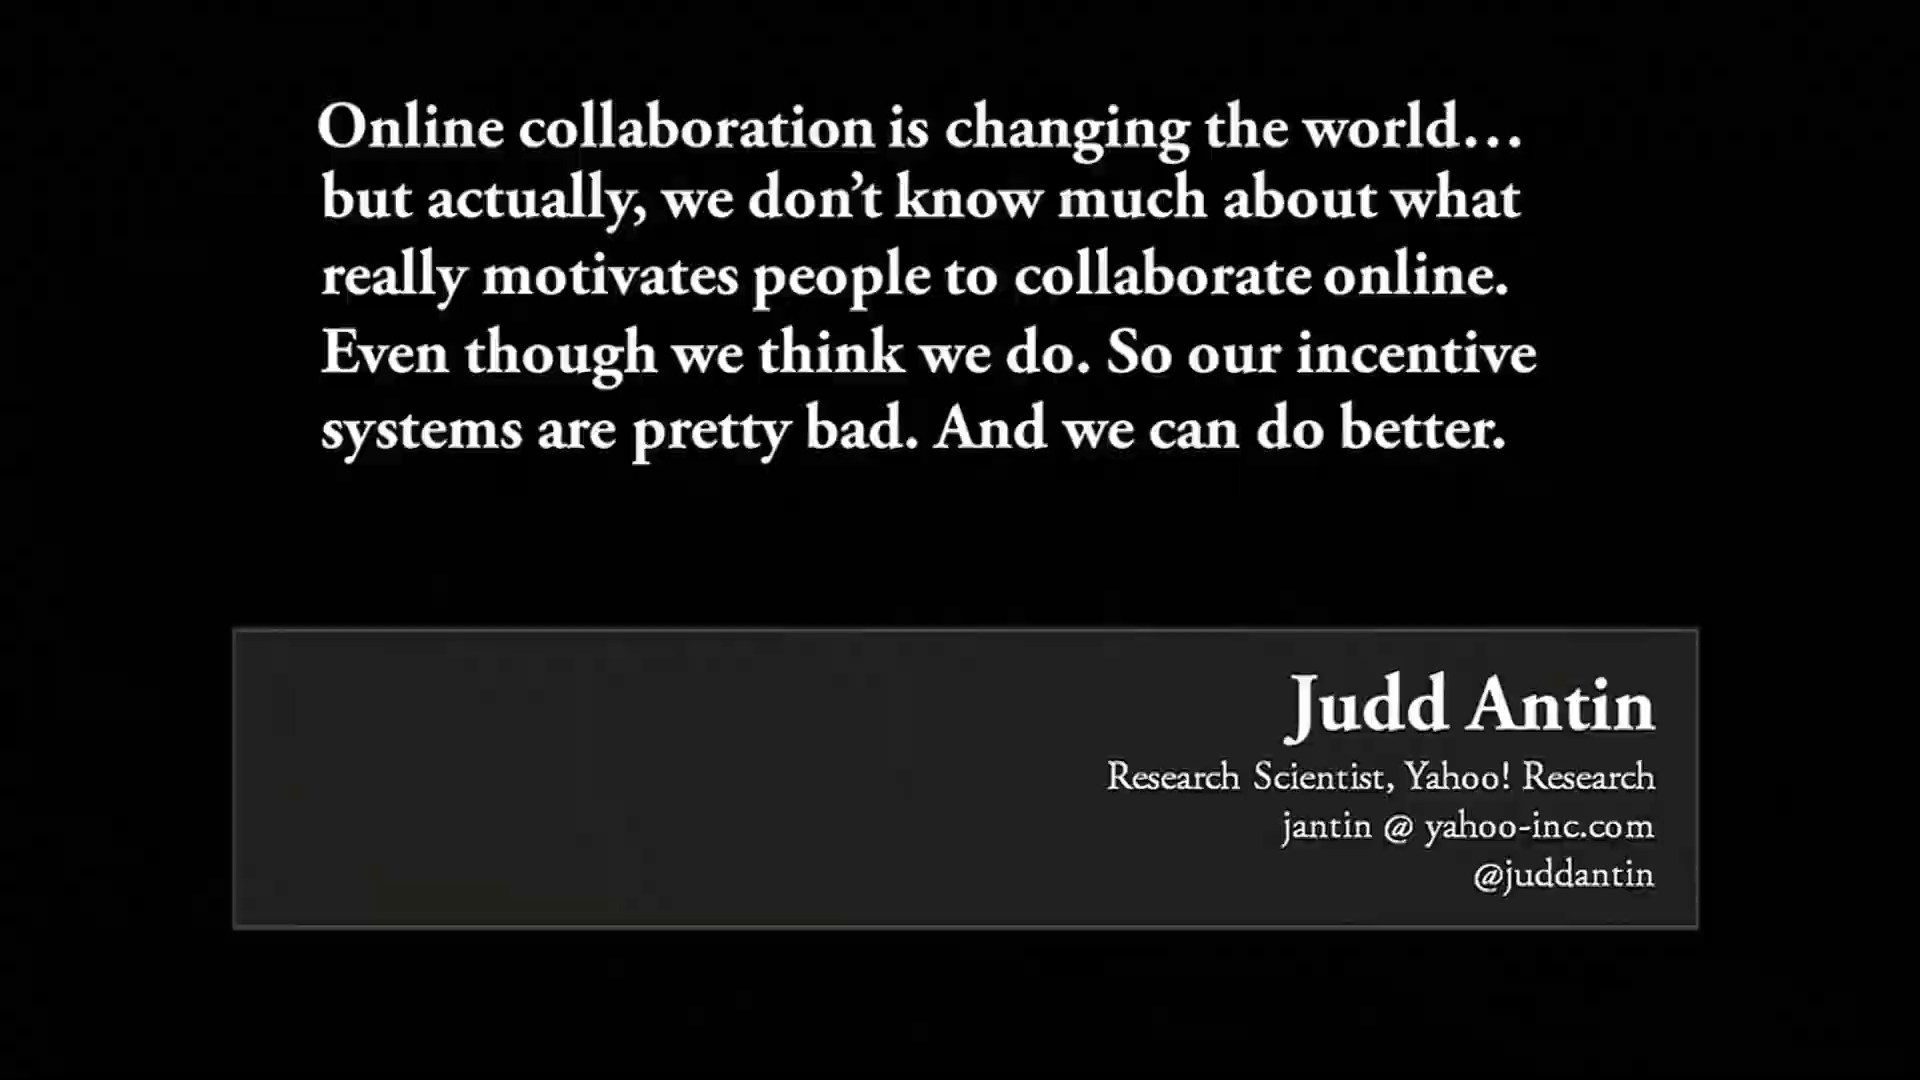 Online collaboration is changing the world…
but actually, we don’t know much about what
really motivates people to collaborate online.
Even though we think we do. So our incentive
systems are pretty bad. And we can do better.
Judd Antin
Research Scientist, Yahoo! Research
jantin @ yahoo-inc.com
@juddantin